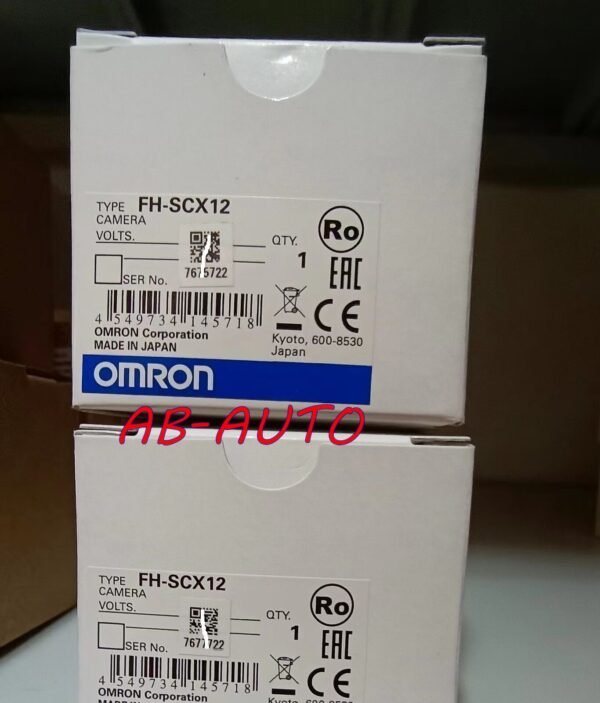 TYPE FH-SCX12
CAMERA
VOLTS.
QTY. 1
Ro
SER No.
7675722
EAC
CE
4 549734 145718
OMRON Corporation
MADE IN JAPAN
Kyoto, 600-8530
Japan
OMRON
AB-AUTO
TYPE FH-SCX12
CAMERA
VOLTS.
QTY. 1
Ro
SER No.
7677722
EAC
CE
4 549734 145718
OMRON Corporation